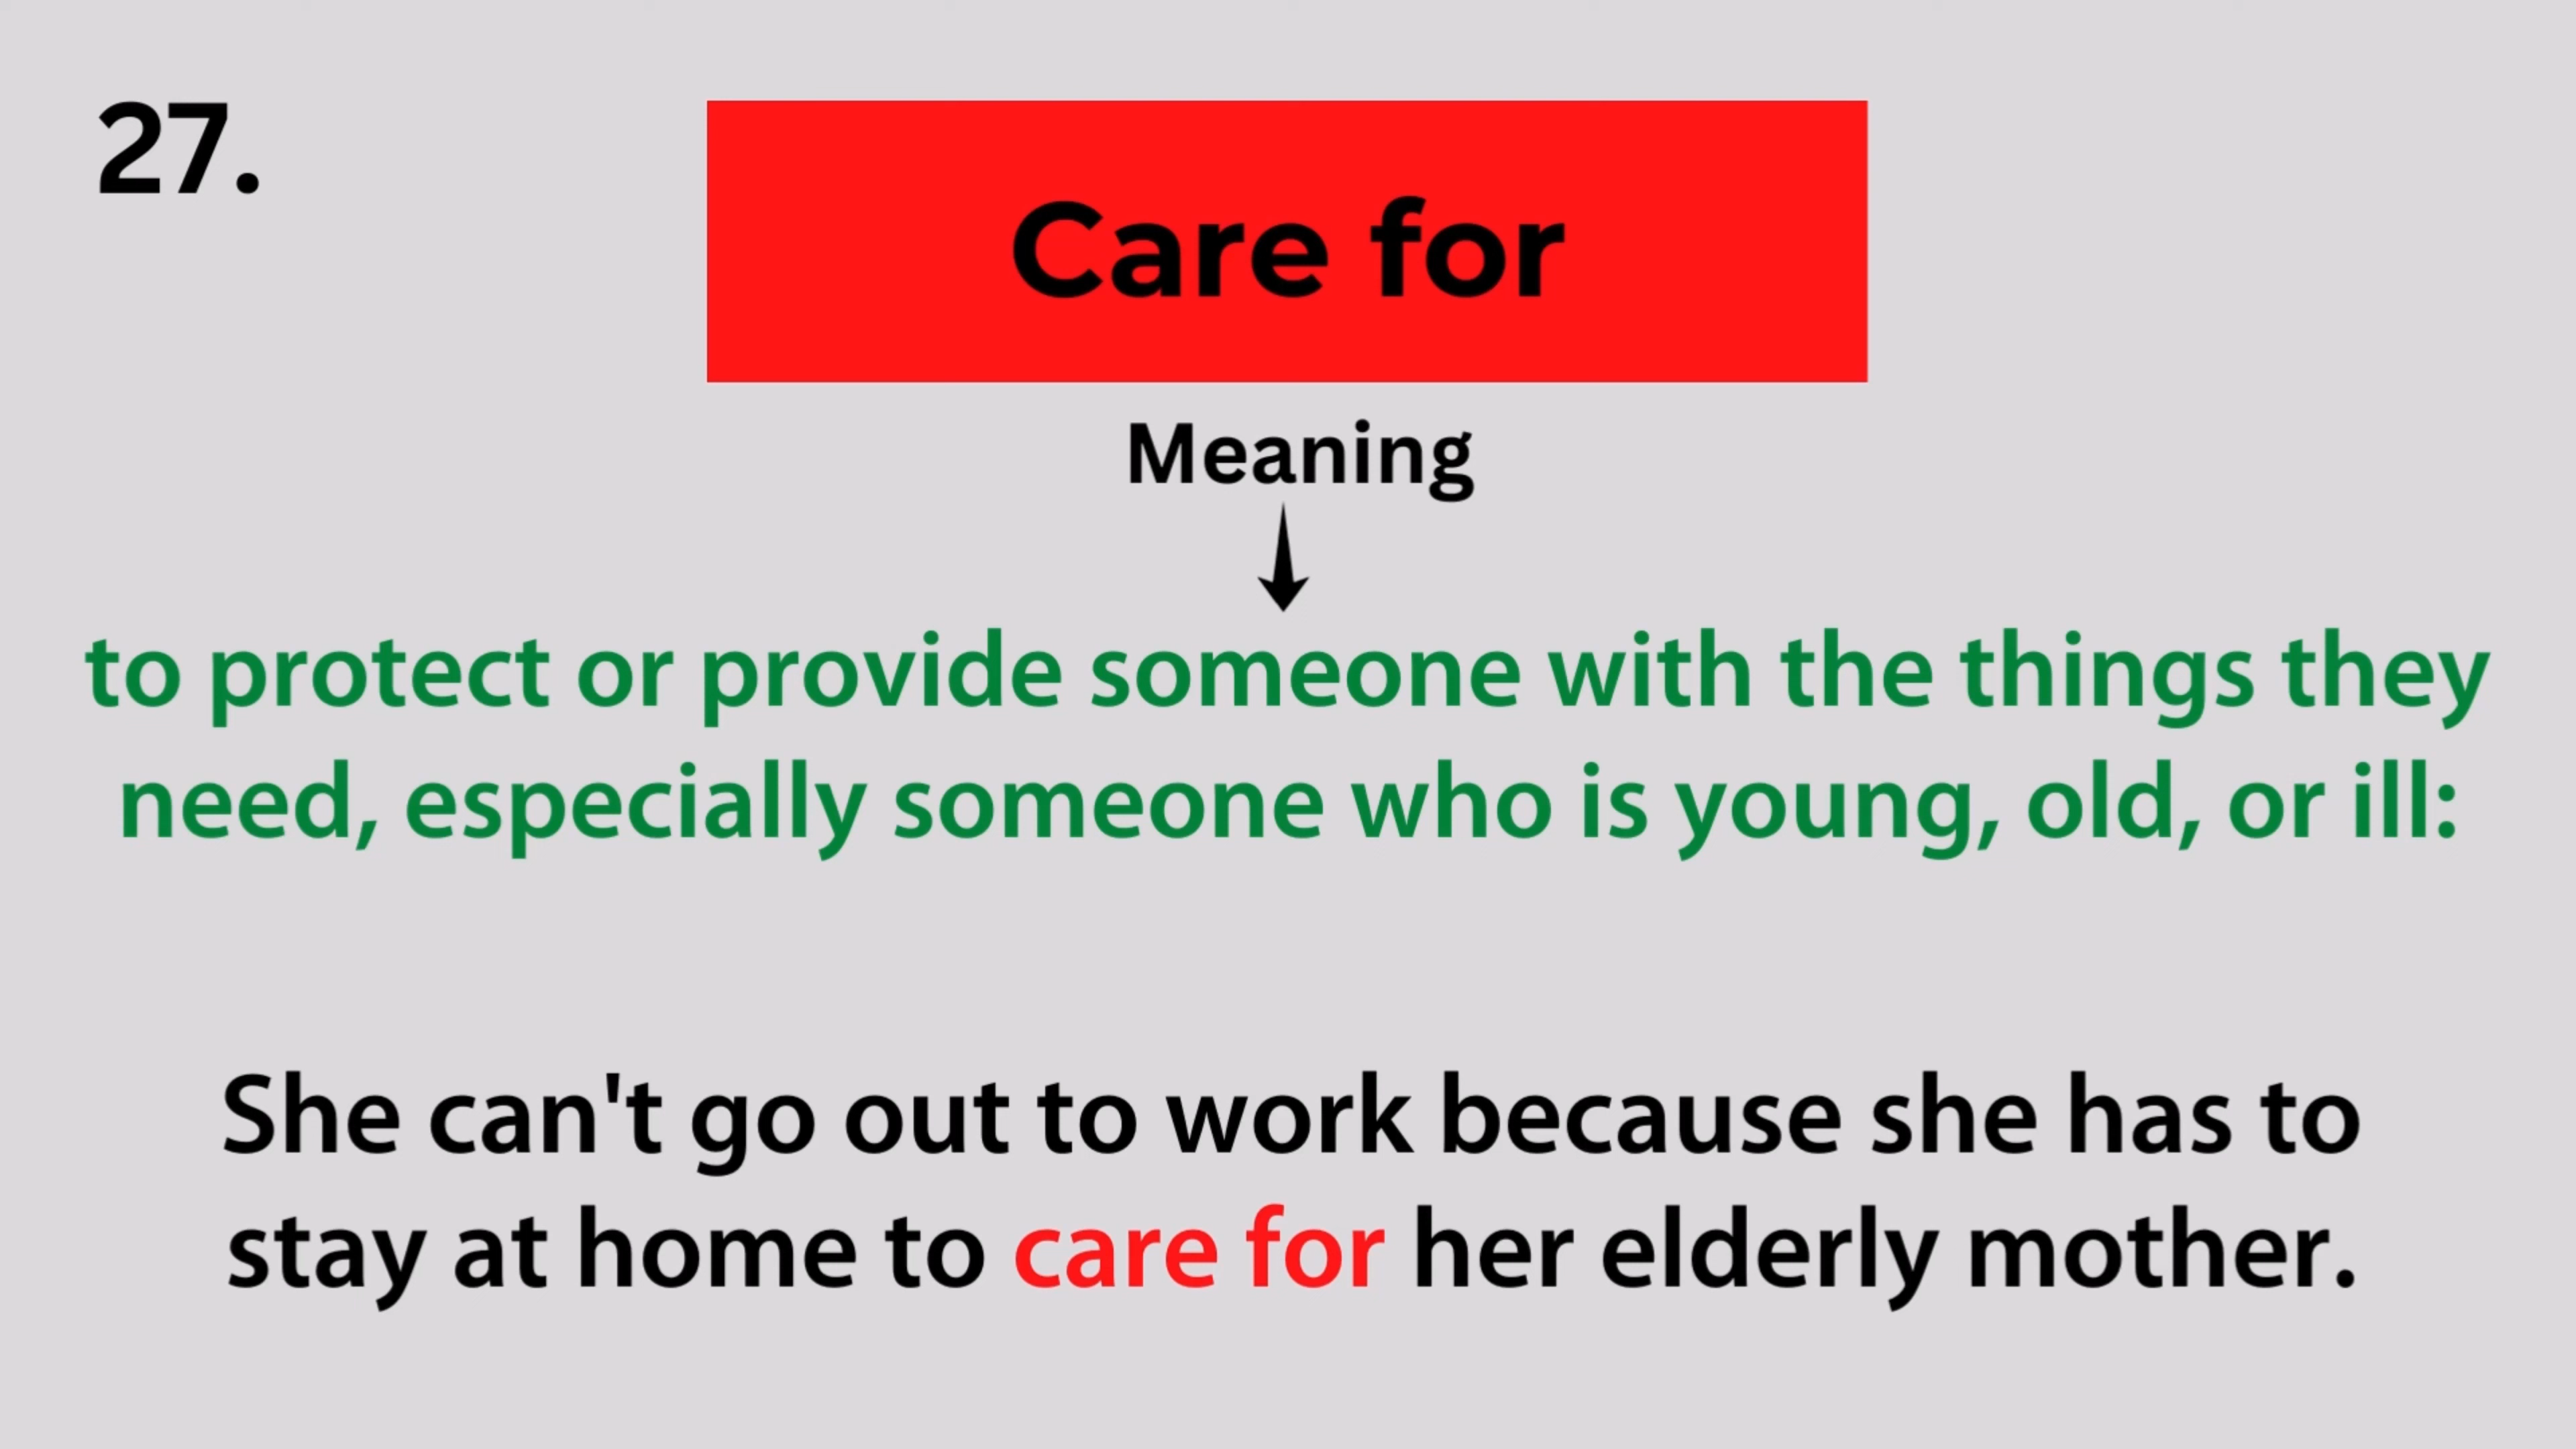 27.
Care for
Meaning
to protect or provide someone with the things they
need, especially someone who is young, old, or ill:
She can't go out to work because she has to
stay at home to care for her elderly mother.